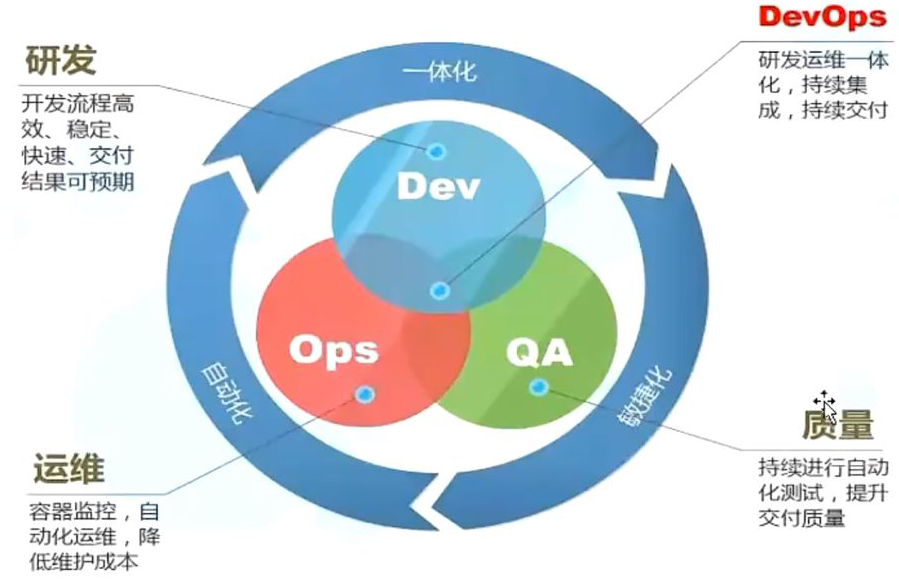 DevOps
研发运维一体
化，持续集
成，持续交付
研发
开发流程高
效、稳定、
快速、交付
结果可预期
一体化
Dev
Ops
QA
自动化
敏捷化
运维
容器监控，自
动化运维，降
低维护成本
质量
持续进行自动
化测试，提升
交付质量